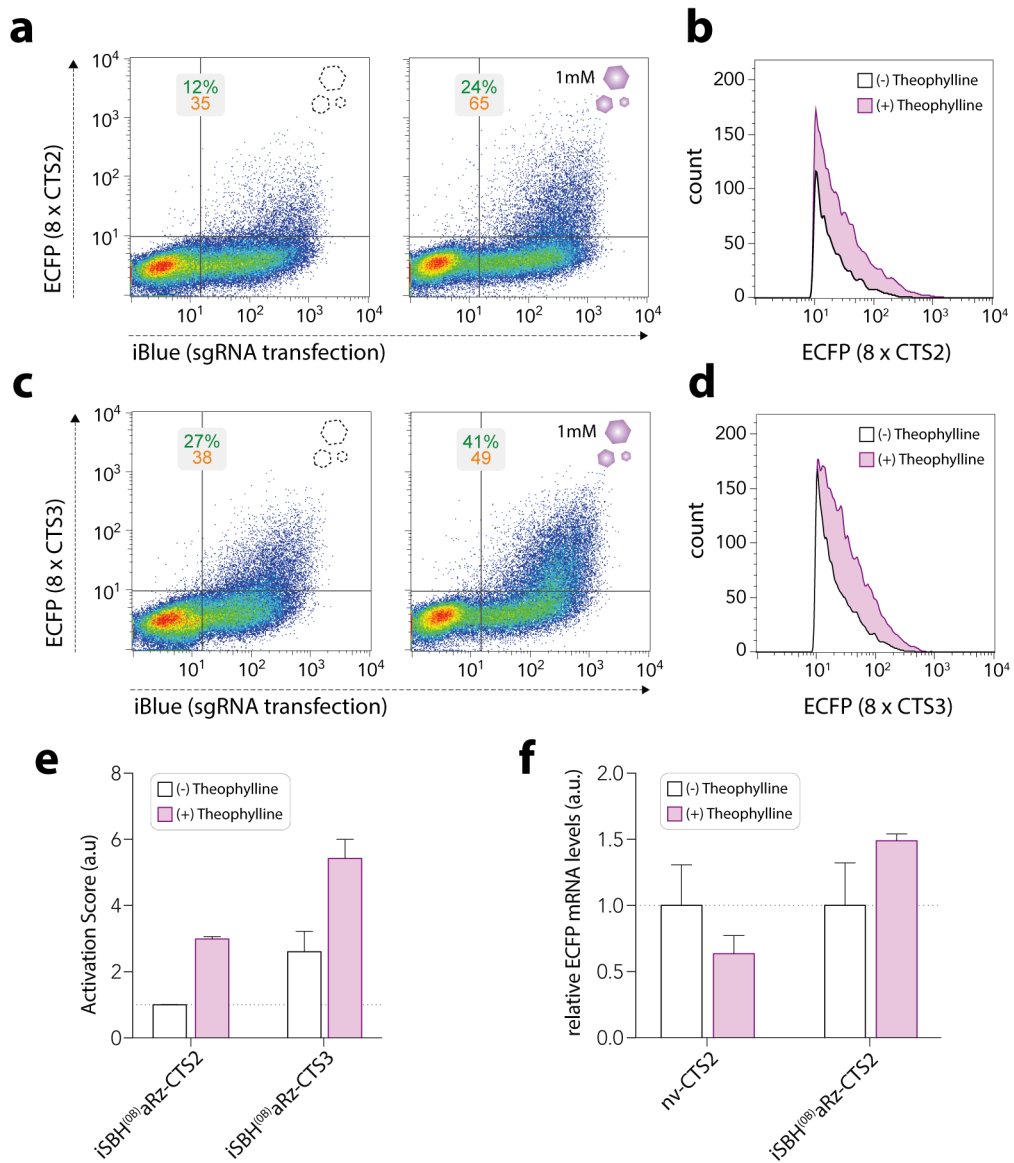 a
ECFP (8 x CTS2)
10⁴
10³
10²
10¹
12%
35
10¹ 10² 10³ 10⁴
24%
65
1mM
10¹ 10² 10³ 10⁴
iBlue (sgRNA transfection)
b
count
200
150
100
50
0
(-) Theophylline
(+) Theophylline
10¹ 10² 10³ 10⁴
ECFP (8 x CTS2)
c
ECFP (8 x CTS3)
10⁴
10³
10²
10¹
27%
38
10¹ 10² 10³ 10⁴
41%
49
1mM
10¹ 10² 10³ 10⁴
iBlue (sgRNA transfection)
d
count
200
150
100
50
0
(-) Theophylline
(+) Theophylline
10¹ 10² 10³ 10⁴
ECFP (8 x CTS3)
e
Activation Score (a.u)
8
6
4
2
0
(-) Theophylline
(+) Theophylline
iSBH⁽⁰ᴮ⁾aRz-CTS2
iSBH⁽⁰ᴮ⁾aRz-CTS3
f
relative ECFP mRNA levels (a.u.)
2.0
1.5
1.0
0.5
0.0
(-) Theophylline
(+) Theophylline
nv-CTS2
iSBH⁽⁰ᴮ⁾aRz-CTS2